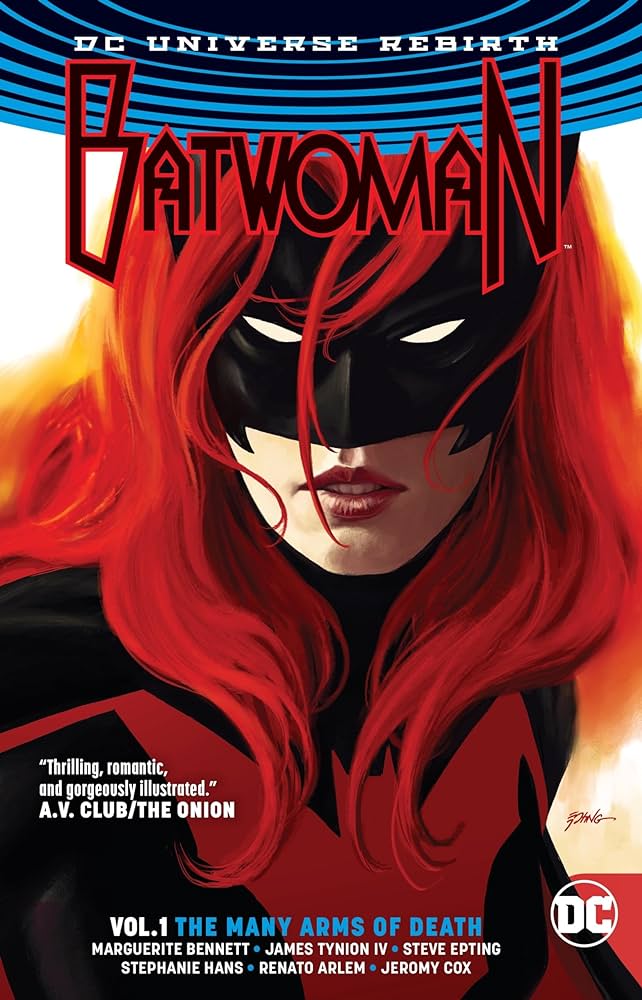 DC UNIVERSE REBIRTH
BATWOMAN
™
"Thrilling, romantic,
and gorgeously illustrated."
A.V. CLUB/THE ONION
EPTING
DC
VOL.1 THE MANY ARMS OF DEATH
MARGUERITE BENNETT • JAMES TYNION IV • STEVE EPTING
STEPHANIE HANS • RENATO ARLEM • JEROMY COX